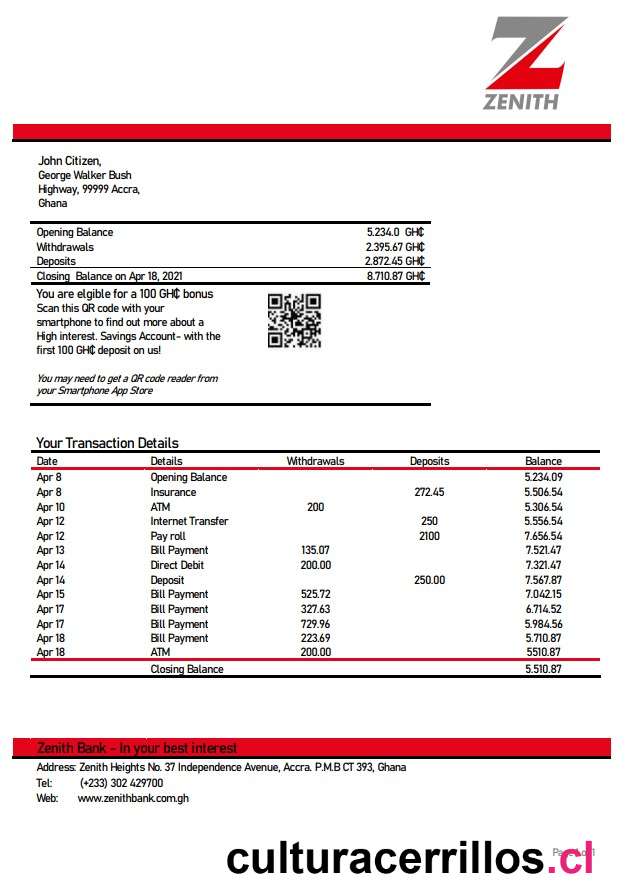 ZENITH
John Citizen,
George Walker Bush
Highway, 99999 Accra,
Ghana
Opening Balance 5.234.0 GH₵
Withdrawals 2.395.67 GH₵
Deposits 2.872.45 GH₵
Closing Balance on Apr 18, 2021 8.710.87 GH₵
You are elgible for a 100 GH₵ bonus
Scan this QR code with your
smartphone to find out more about a
High interest. Savings Account- with the
first 100 GH₵ deposit on us!
You may need to get a QR code reader from
your Smartphone App Store
Your Transaction Details
Date Details Withdrawals Deposits Balance
Apr 8 Opening Balance 5.234.09
Apr 8 Insurance 272.45 5.506.54
Apr 10 ATM 200 5.306.54
Apr 12 Internet Transfer 250 5.556.54
Apr 12 Pay roll 2100 7.656.54
Apr 13 Bill Payment 135.07 7.521.47
Apr 14 Direct Debit 200.00 7.321.47
Apr 14 Deposit 250.00 7.567.87
Apr 15 Bill Payment 525.72 7.042.15
Apr 17 Bill Payment 327.63 6.714.52
Apr 17 Bill Payment 729.96 5.984.56
Apr 18 Bill Payment 223.69 5.710.87
Apr 18 ATM 200.00 5510.87
Closing Balance 5.510.87
Zenith Bank - In your best interest
Address: Zenith Heights No. 37 Independence Avenue, Accra. P.M.B CT 393, Ghana
Tel: (+233) 302 429700
Web: www.zenithbank.com.gh
culturacerrillos.cl